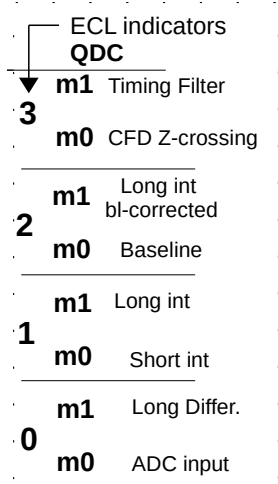 ECL indicators
QDC
m1 Timing Filter
3
m0 CFD Z-crossing
m1 Long int
bl-corrected
2
m0 Baseline
m1 Long int
1
m0 Short int
m1 Long Differ.
0
m0 ADC input